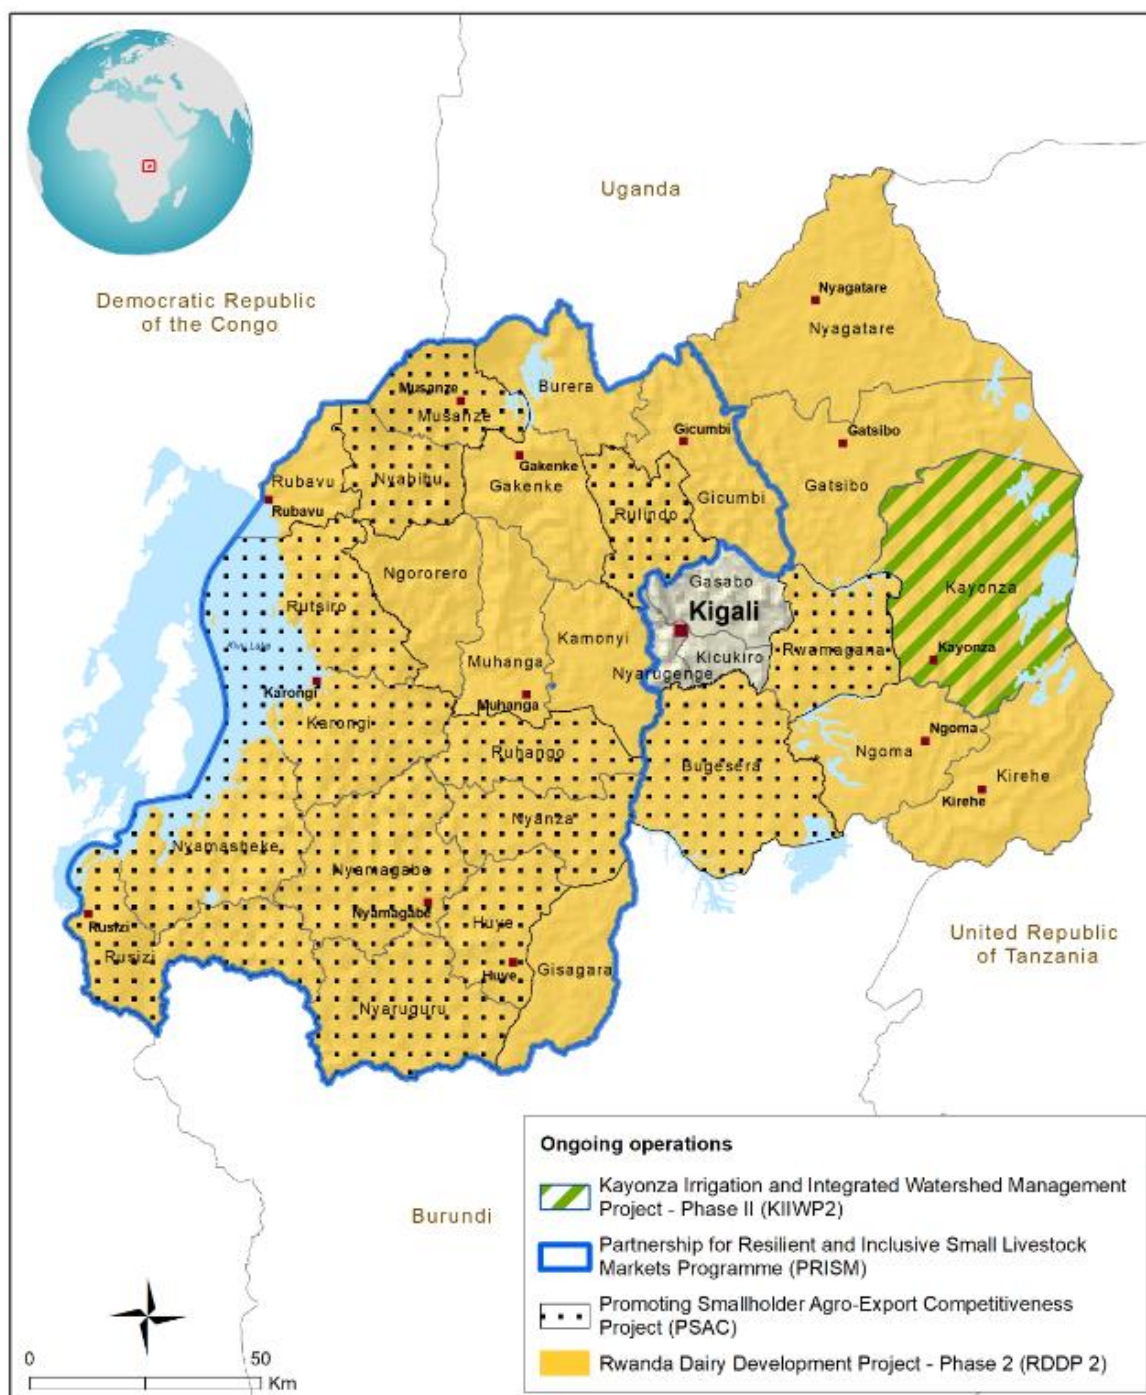 Uganda
Democratic Republic
of the Congo
Nyagatare
Nyagatare
Musanze
Musanze
Burera
Gicumbi
Gatsibo
Rubavu
Nyabihu
Gakenke
Gakenke
Gicumbi
Gatsibo
Rubavu
Rulindo
Ngororero
Gasabo
Kayonza
Rutsiro
Kigali
Kamonyi
Kivu Lake
Muhanga
Kicukiro
Rwamagana
Kayonza
Nyarugenge
Karongi
Muhanga
Karongi
Ruhango
Ngoma
Ngoma
Bugesera
Kirehe
Kirehe
Nyanza
Nyamasheke
Nyamagabe
Nyamagabe
Huye
Rusizi
Rusizi
Huye
Gisagara
United Republic
of Tanzania
Nyaruguru
Burundi
Ongoing operations
Kayonza Irrigation and Integrated Watershed Management
Project - Phase II (KIIWP2)
Partnership for Resilient and Inclusive Small Livestock
Markets Programme (PRISM)
Promoting Smallholder Agro-Export Competitiveness
Project (PSAC)
Rwanda Dairy Development Project - Phase 2 (RDDP 2)
0 50
Km